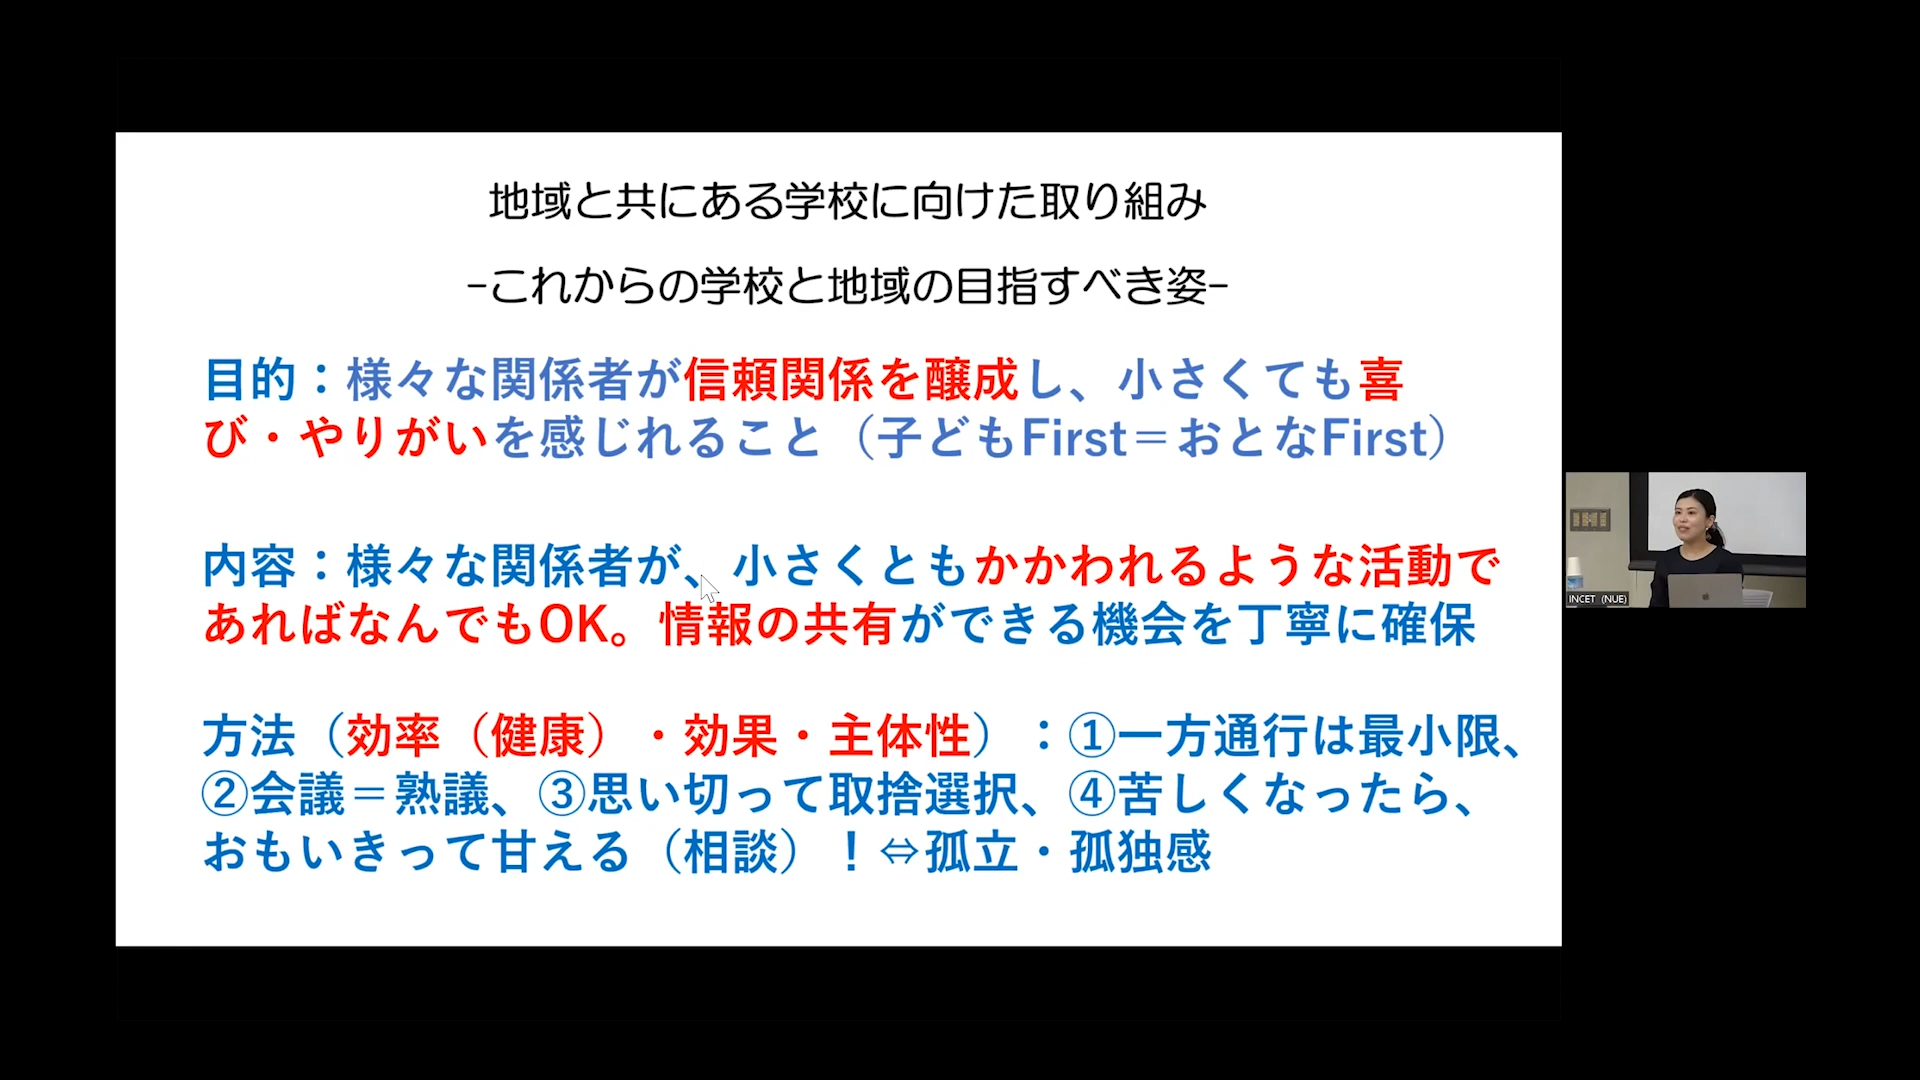 地域と共にある学校に向けた取り組み
−これからの学校と地域の目指すべき姿−
目的：様々な関係者が信頼関係を醸成し、小さくても喜
び・やりがいを感じれること（子どもFirst＝おとなFirst）
内容：様々な関係者が、小さくともかかわれるような活動で
あればなんでもOK。情報の共有ができる機会を丁寧に確保
方法（効率（健康）・効果・主体性）：①一方通行は最小限、
②会議＝熟議、③思い切って取捨選択、④苦しくなったら、
おもいきって甘える（相談）！⇔孤立・孤独感
INCET (NUE)